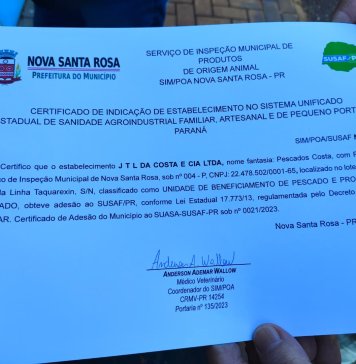 NOVA SANTA ROSA
PREFEITURA DO MUNICÍPIO
SERVIÇO DE INSPEÇÃO MUNICIPAL DE
PRODUTOS
DE ORIGEM ANIMAL
SIM/POA NOVA SANTA ROSA - PR
SUSAF-PR
CERTIFICADO DE INDICAÇÃO DE ESTABELECIMENTO NO SISTEMA UNIFICADO
ESTADUAL DE SANIDADE AGROINDUSTRIAL FAMILIAR, ARTESANAL E DE PEQUENO PORT
PARANÁ
SIM/POA/SUSAF
Certifico que o estabelecimento J T L DA COSTA E CIA LTDA, nome fantasia: Pescados Costa, com
de Inspeção Municipal de Nova Santa Rosa, sob nº 004 - P, CNPJ: 22.478.502/0001-65, localizado no lote
Linha Taquarexin, S/N, classificado como UNIDADE DE BENEFICIAMENTO DE PESCADO E PRO
ADO, obteve adesão ao SUSAF/PR, conforme Lei Estadual 17.773/13, regulamentada pelo Decreto
AR. Certificado de Adesão do Município ao SUASA-SUSAF-PR sob nº 0021/2023.
Nova Santa Rosa - PR
Anderson A. Wallow
ANDERSON ADEMAR WALLOW
Médico Veterinário
Coordenador do SIM/POA
CRMV-PR 14254
Portaria nº 135/2023